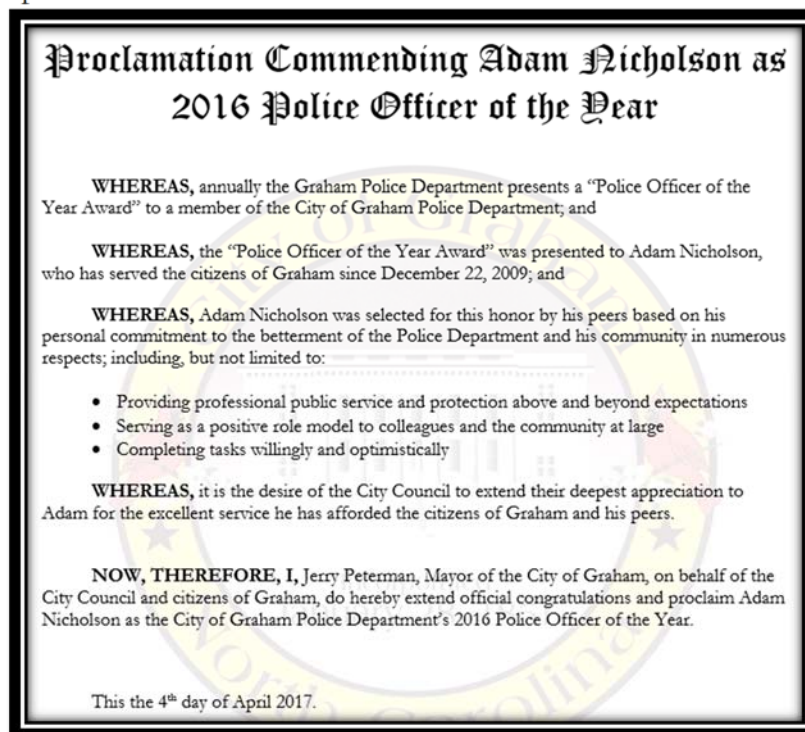 Proclamation Commending Adam Nicholson as
2016 Police Officer of the Year
WHEREAS, annually the Graham Police Department presents a “Police Officer of the
Year Award” to a member of the City of Graham Police Department; and
WHEREAS, the “Police Officer of the Year Award” was presented to Adam Nicholson,
who has served the citizens of Graham since December 22, 2009; and
WHEREAS, Adam Nicholson was selected for this honor by his peers based on his
personal commitment to the betterment of the Police Department and his community in numerous
respects; including, but not limited to:
• Providing professional public service and protection above and beyond expectations
• Serving as a positive role model to colleagues and the community at large
• Completing tasks willingly and optimistically
WHEREAS, it is the desire of the City Council to extend their deepest appreciation to
Adam for the excellent service he has afforded the citizens of Graham and his peers.
NOW, THEREFORE, I, Jerry Peterman, Mayor of the City of Graham, on behalf of the
City Council and citizens of Graham, do hereby extend official congratulations and proclaim Adam
Nicholson as the City of Graham Police Department’s 2016 Police Officer of the Year.
This the 4th day of April 2017.
City of Graham
North Carolina